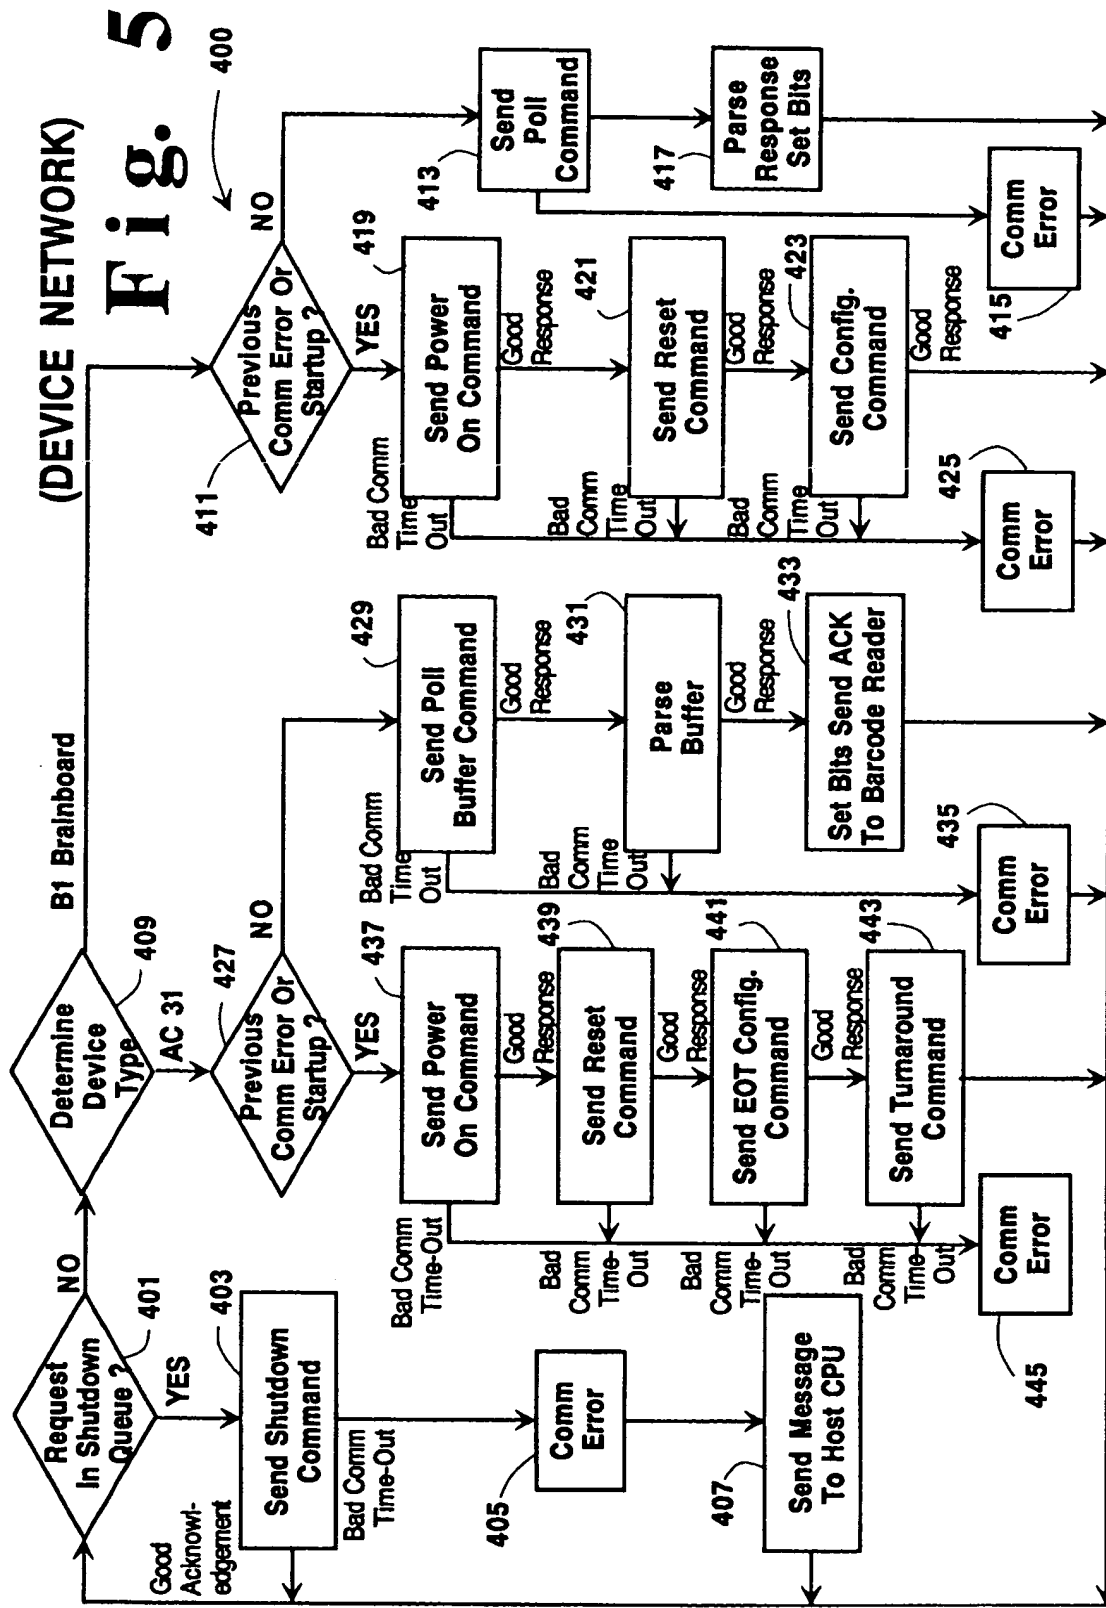 (DEVICE NETWORK)
Fig. 5
400
Request
In Shutdown
Queue ?
401
NO
YES
Good
Acknowl-
edgement
403
Send Shutdown
Command
Bad Comm
Time-Out
405
Comm
Error
407
Send Message
To Host CPU
Determine
Device
Type
409
B1 Brainboard
AC 31
427
Previous
Comm Error Or
Startup ?
NO
YES
437
Send Power
On Command
Bad Comm
Time-Out
Good
Response
439
Send Reset
Command
Bad
Comm
Time-
Out
Good
Response
441
Send EOT Config.
Command
Bad
Comm
Time-
Out
Good
Response
443
Send Turnaround
Command
Bad
Comm
Time-
Out
Comm
Error
445
429
Send Poll
Buffer Command
Bad Comm
Time
Out
Good
Response
431
Parse
Buffer
Bad
Comm
Time
Out
Good
Response
433
Set Bits Send ACK
To Barcode Reader
435
Comm
Error
411
Previous
Comm Error Or
Startup ?
NO
YES
419
Send Power
On Command
Bad Comm
Time
Out
Good
Response
421
Send Reset
Command
Bad
Comm
Time
Out
Good
Response
423
Send Config.
Command
Bad
Comm
Time
Out
Good
Response
425
Comm
Error
413
Send
Poll
Command
417
Parse
Response
Set Bits
415
Comm
Error